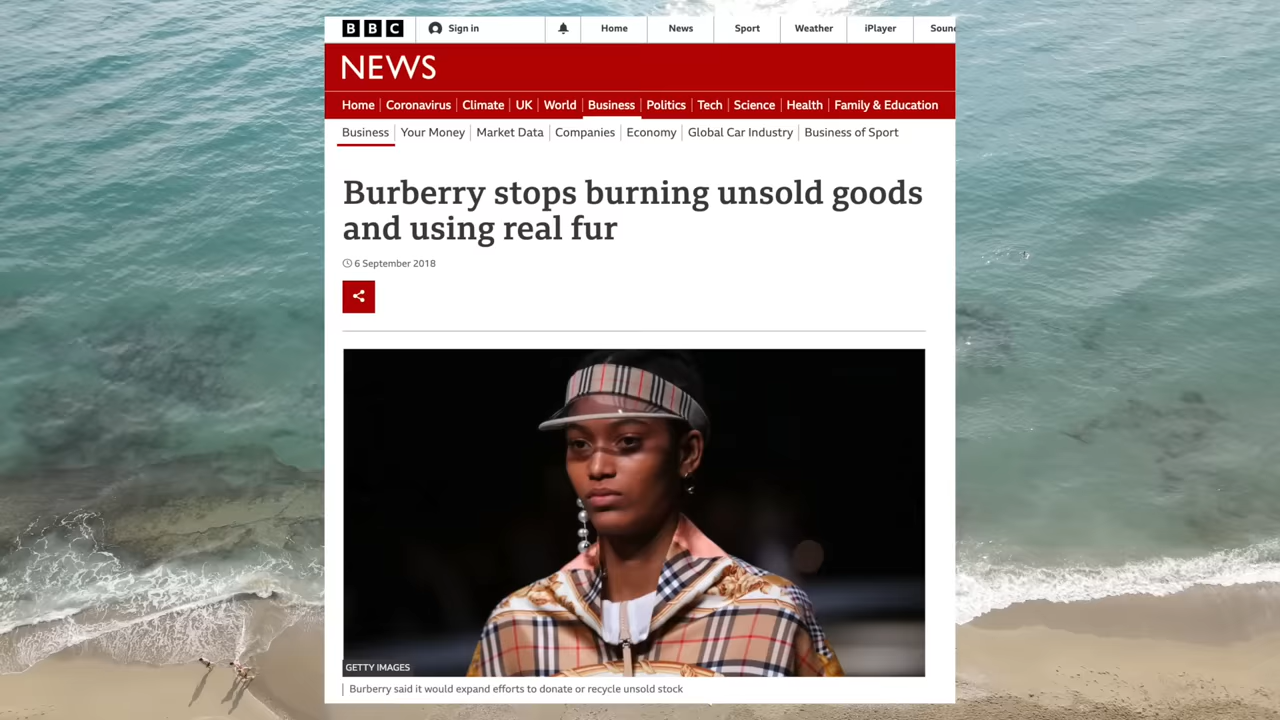 BBC Sign in Home News Sport Weather iPlayer Soun
NEWS
Home Coronavirus Climate UK World Business Politics Tech Science Health Family & Education
Business Your Money Market Data Companies Economy Global Car Industry Business of Sport
Burberry stops burning unsold goods
and using real fur
6 September 2018
GETTY IMAGES
Burberry said it would expand efforts to donate or recycle unsold stock